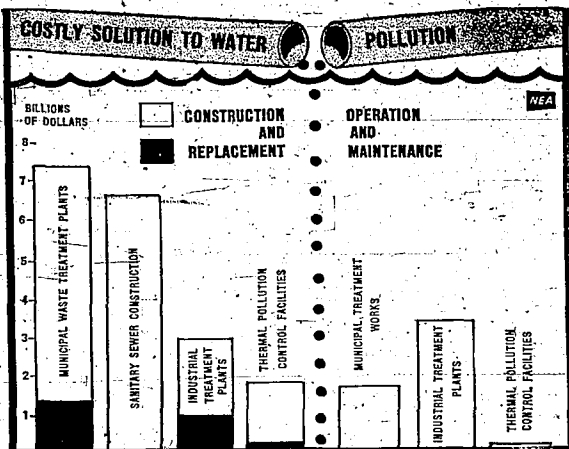 COSTLY SOLUTION TO WATER POLLUTION
NEA
BILLIONS
OF DOLLARS
CONSTRUCTION
AND
REPLACEMENT
OPERATION
AND
MAINTENANCE
8
7
6
5
4
3
2
1
MUNICIPAL WASTE TREATMENT PLANTS
SANITARY SEWER CONSTRUCTION
INDUSTRIAL
TREATMENT
PLANTS
THERMAL POLLUTION
CONTROL FACILITIES
MUNICIPAL TREATMENT
WORKS
INDUSTRIAL TREATMENT
PLANTS
THERMAL POLLUTION
CONTROL FACILITIES